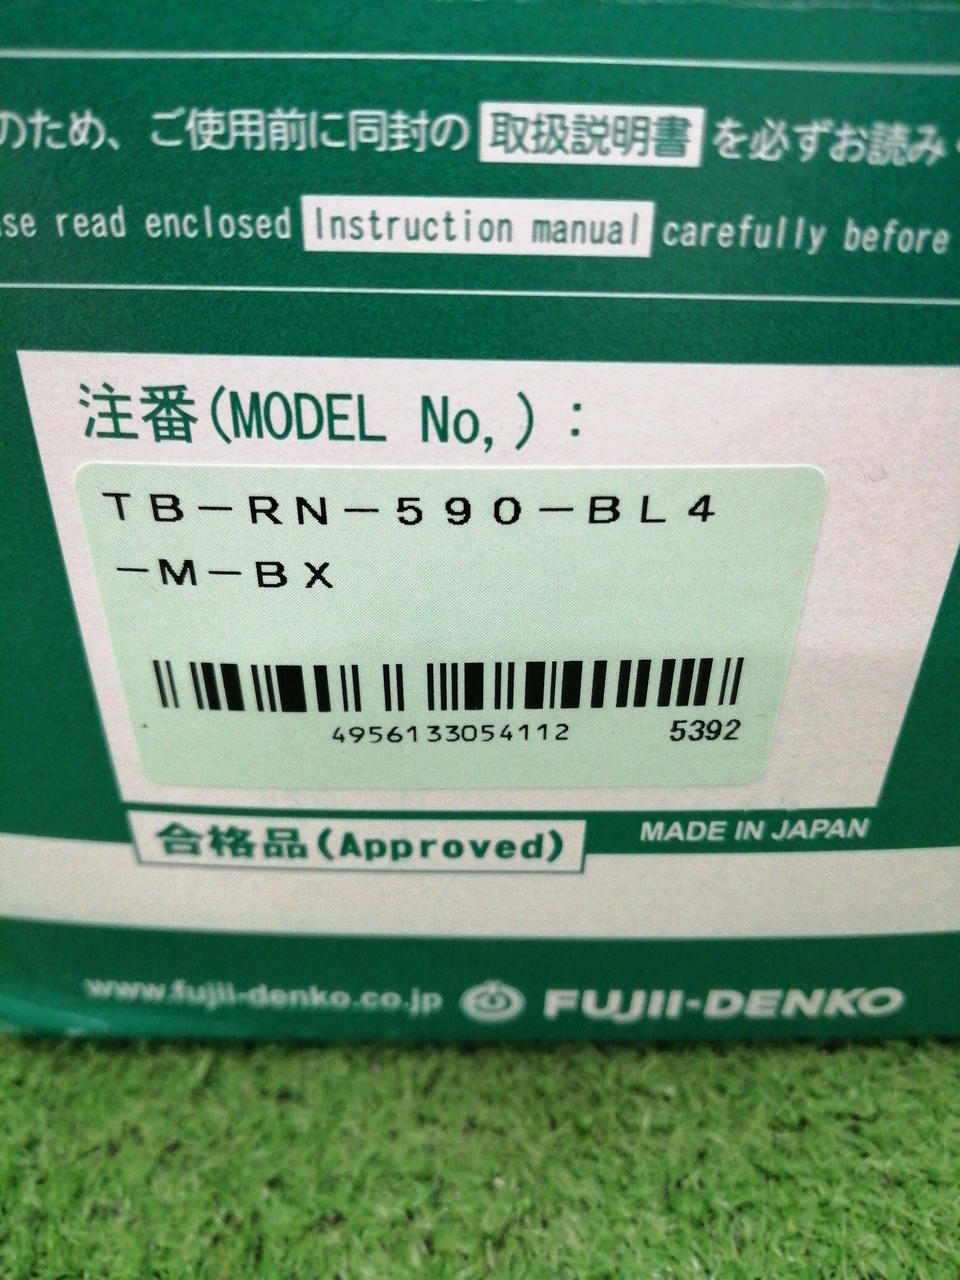 のため、ご使用前に同封の 取扱説明書 を必ずお読み
se read enclosed Instruction manual carefully before
注番(MODEL No,) :
TB-RN-590-BL4
-M-BX
4956133054112 5392
合格品(Approved)
MADE IN JAPAN
www.fujii-denko.co.jp FUJII-DENKO